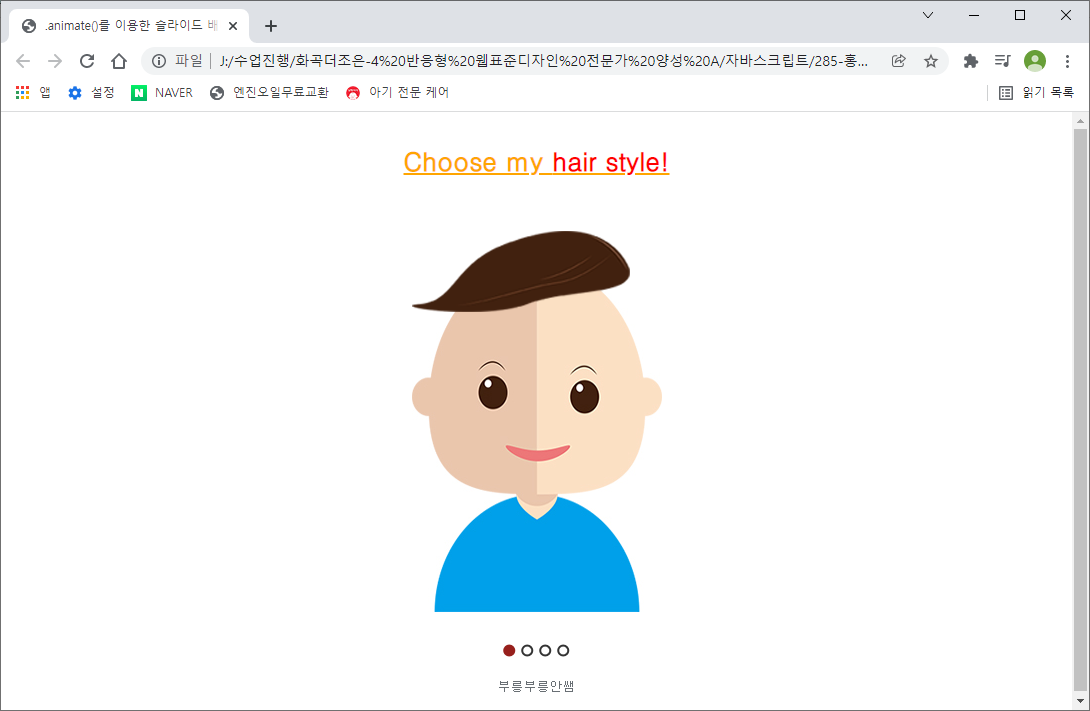 .animate()를 이용한 슬라이드 배
파일 J:/수업진행/화곡더조은-4%20반응형%20웹표준디자인%20전문가%20양성%20A/자바스크립트/285-홍...
앱 설정 NAVER 엔진오일무료교환 아기 전문 케어 읽기 목록
Choose my hair style!
부릉부릉안쌤